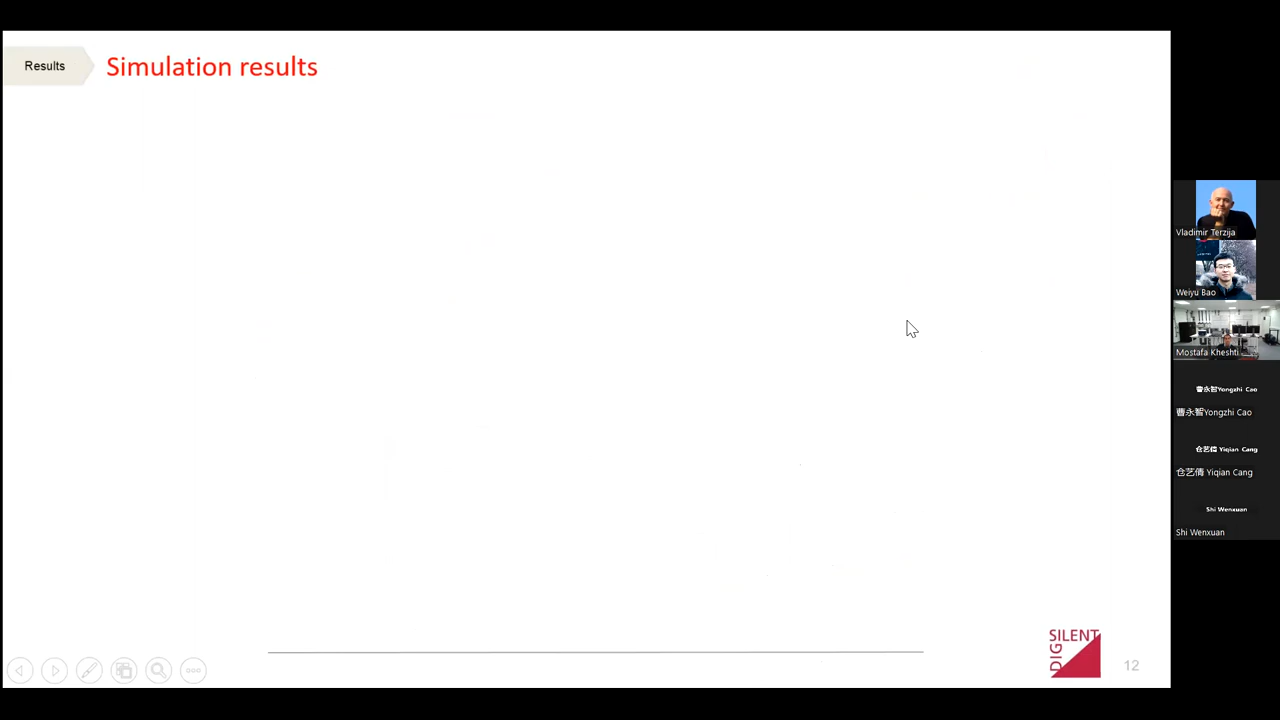 Results
Simulation results
Vladimir Terzija
Weiyu Bao
Mostafa Kheshti
曹永智Yongzhi Cao
曹永智Yongzhi Cao
仓艺倩 Yiqian Cang
仓艺倩 Yiqian Cang
Shi Wenxuan
Shi Wenxuan
DIgSILENT
12